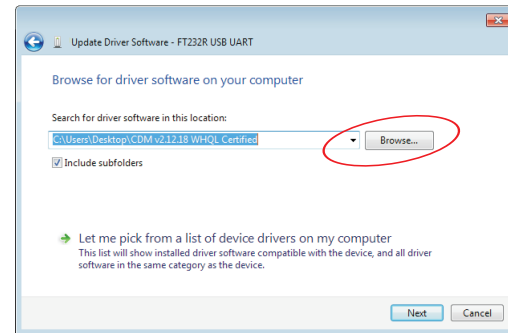 Update Driver Software - FT232R USB UART
Browse for driver software on your computer
Search for driver software in this location:
C:\Users\Desktop\CDM v2.12.18 WHQL Certified
Browse...
Include subfolders
Let me pick from a list of device drivers on my computer
This list will show installed driver software compatible with the device, and all driver
software in the same category as the device.
Next
Cancel